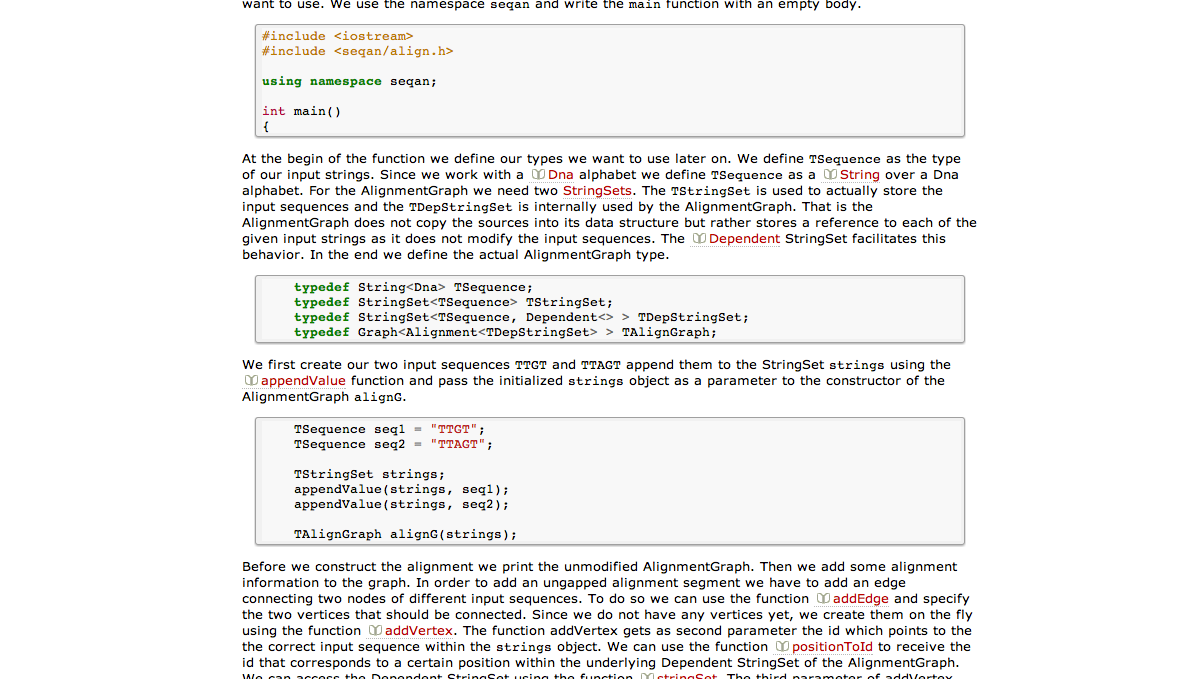 want to use. We use the namespace seqan and write the main function with an empty body.
#include <iostream>
#include <seqan/align.h>
using namespace seqan;
int main()
{
At the begin of the function we define our types we want to use later on. We define TSequence as the type
of our input strings. Since we work with a Dna alphabet we define TSequence as a String over a Dna
alphabet. For the AlignmentGraph we need two StringSets. The TStringSet is used to actually store the
input sequences and the TDepStringSet is internally used by the AlignmentGraph. That is the
AlignmentGraph does not copy the sources into its data structure but rather stores a reference to each of the
given input strings as it does not modify the input sequences. The Dependent StringSet facilitates this
behavior. In the end we define the actual AlignmentGraph type.
typedef String<Dna> TSequence;
typedef StringSet<TSequence> TStringSet;
typedef StringSet<TSequence, Dependent<> > TDepStringSet;
typedef Graph<Alignment<TDepStringSet> > TAlignGraph;
We first create our two input sequences TTGT and TTAGT append them to the StringSet strings using the
appendValue function and pass the initialized strings object as a parameter to the constructor of the
AlignmentGraph alignG.
TSequence seq1 = "TTGT";
TSequence seq2 = "TTAGT";
TStringSet strings;
appendValue(strings, seq1);
appendValue(strings, seq2);
TAlignGraph alignG(strings);
Before we construct the alignment we print the unmodified AlignmentGraph. Then we add some alignment
information to the graph. In order to add an ungapped alignment segment we have to add an edge
connecting two nodes of different input sequences. To do so we can use the function addEdge and specify
the two vertices that should be connected. Since we do not have any vertices yet, we create them on the fly
using the function addVertex. The function addVertex gets as second parameter the id which points to the
the correct input sequence within the strings object. We can use the function positionToId to receive the
id that corresponds to a certain position within the underlying Dependent StringSet of the AlignmentGraph.
We can access the Dependent StringSet using the function stringSet. The third parameter of addVertex